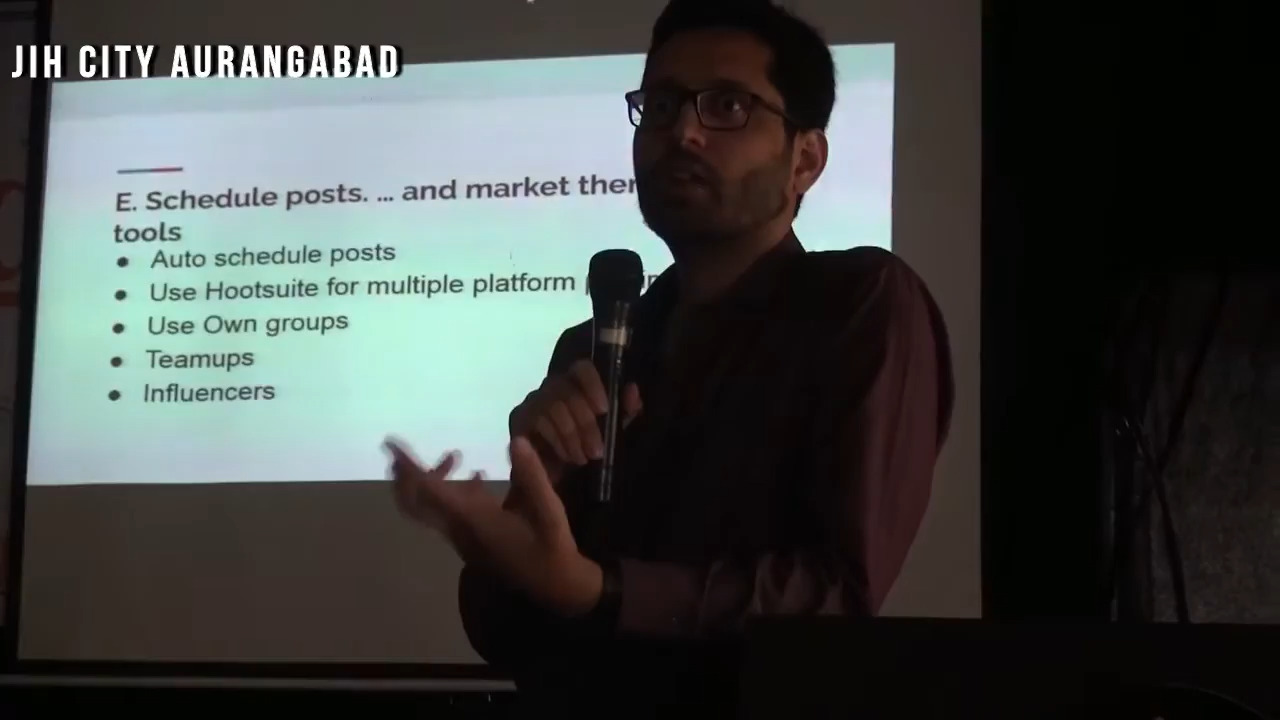 JIH CITY AURANGABAD
E. Schedule posts. ... and market
tools
● Auto schedule posts
● Use Hootsuite for multiple platform
● Use Own groups
● Teamups
● Influencers